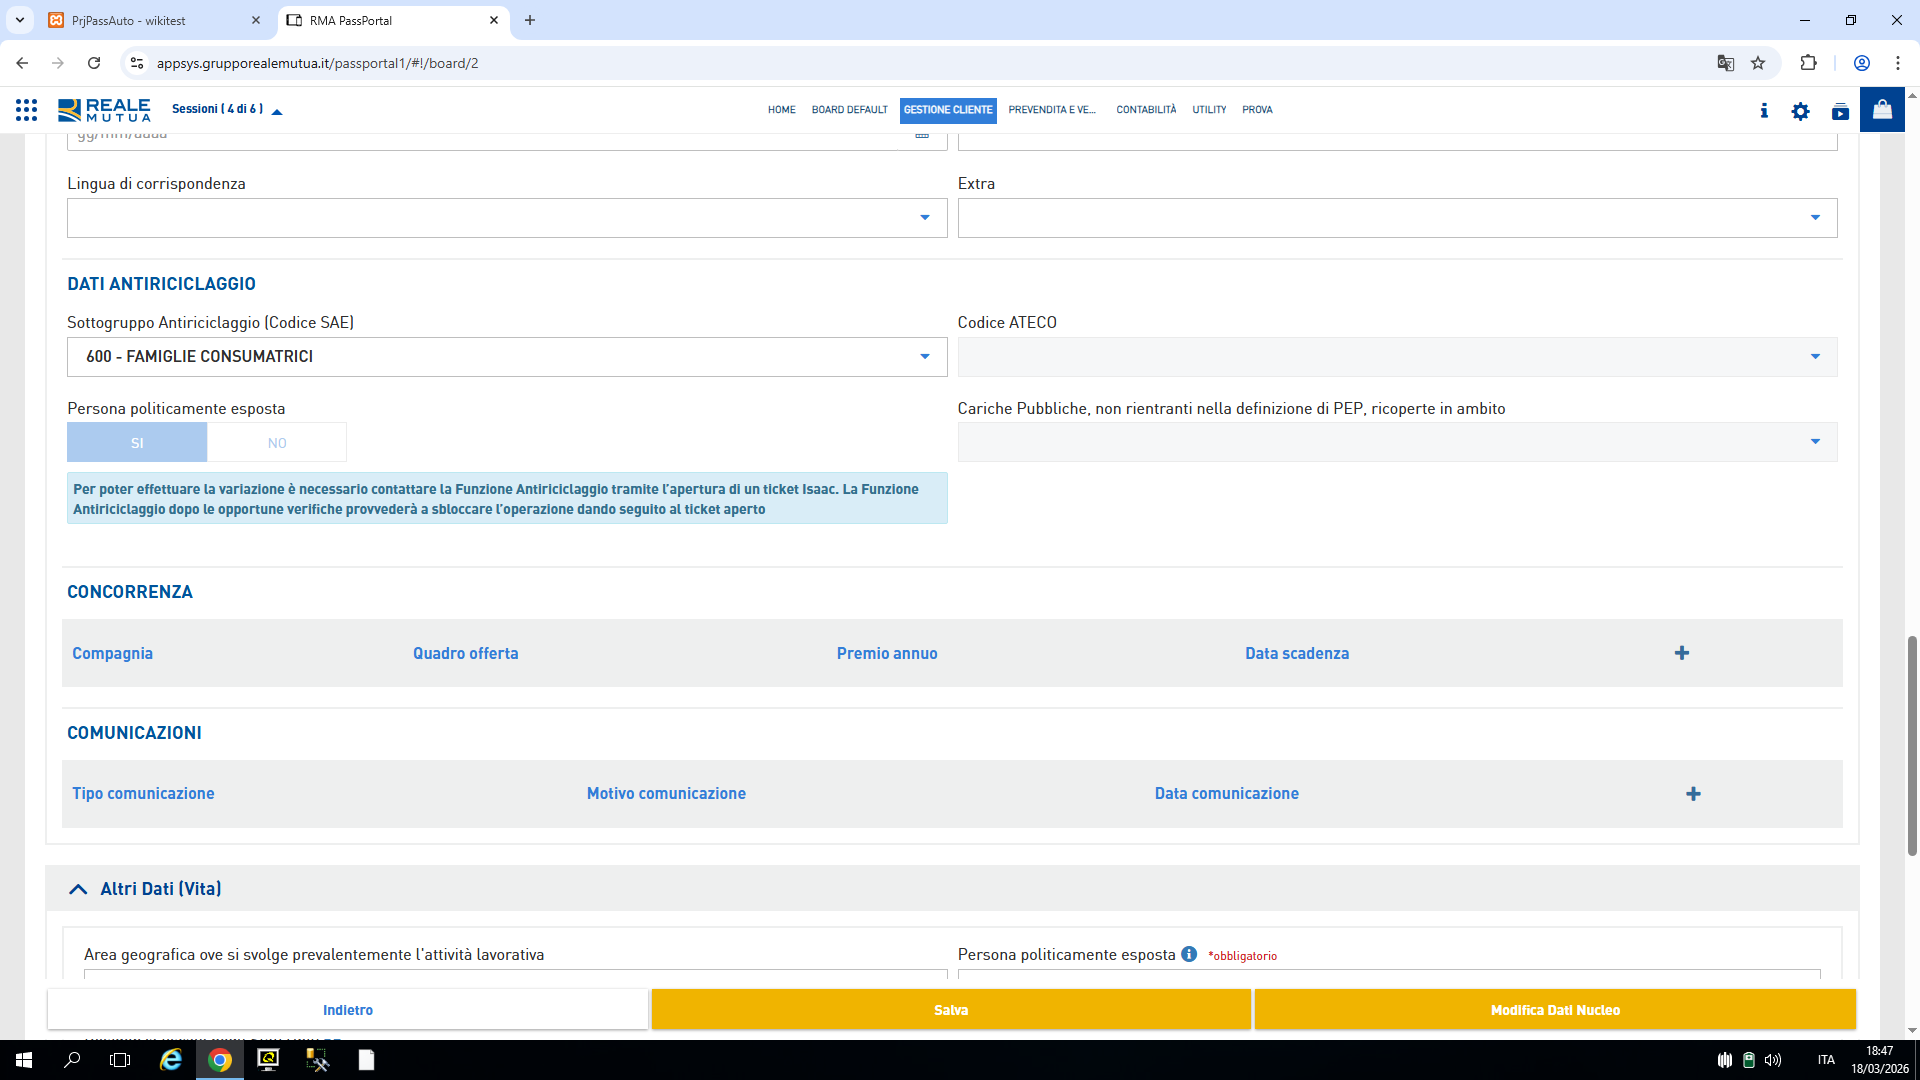 PrjPassAuto - wikitest
RMA PassPortal
appsys.grupporealemutua.it/passportal1/#!/board/2
REALE
MUTUA
Sessioni ( 4 di 6 )
HOME
BOARD DEFAULT
GESTIONE CLIENTE
PREVENDITA E VE...
CONTABILITÀ
UTILITY
PROVA
gg/mm/aaaa
Lingua di corrispondenza
Extra
DATI ANTIRICICLAGGIO
Sottogruppo Antiriciclaggio (Codice SAE)
Codice ATECO
600 - FAMIGLIE CONSUMATRICI
Persona politicamente esposta
Cariche Pubbliche, non rientranti nella definizione di PEP, ricoperte in ambito
SI
NO
Per poter effettuare la variazione è necessario contattare la Funzione Antiriciclaggio tramite l'apertura di un ticket Isaac. La Funzione
Antiriciclaggio dopo le opportune verifiche provvederà a sbloccare l'operazione dando seguito al ticket aperto
CONCORRENZA
Compagnia
Quadro offerta
Premio annuo
Data scadenza
COMUNICAZIONI
Tipo comunicazione
Motivo comunicazione
Data comunicazione
Altri Dati (Vita)
Area geografica ove si svolge prevalentemente l'attività lavorativa
Persona politicamente esposta
*obbligatorio
Indietro
Salva
Modifica Dati Nucleo
ITA
18:47
18/03/2026